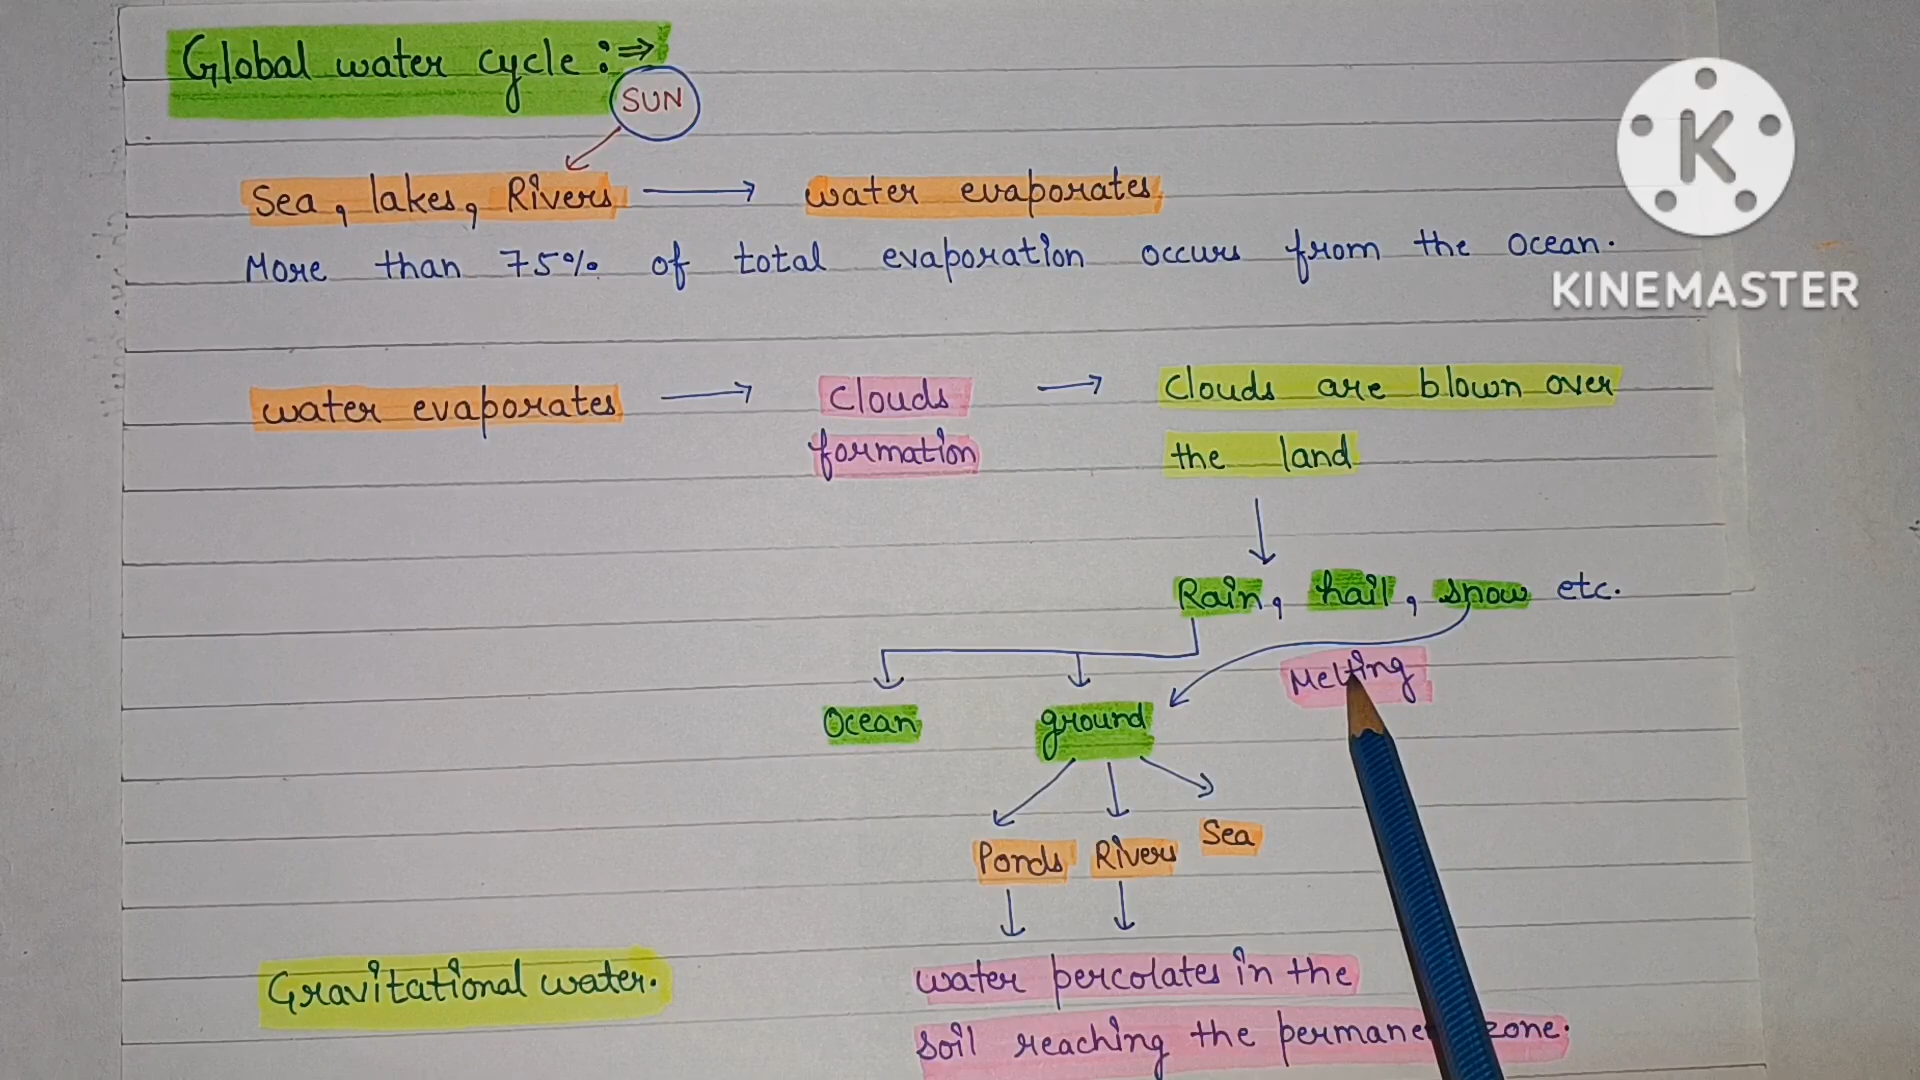 Global water cycle :⇒
SUN
Sea, lakes, Rivers → water evaporates
More than 75% of total evaporation occurs from the ocean.
KINEMASTER
water evaporates → Clouds formation → Clouds are blown over the land
Rain, hail, snow etc.
Melting
Ocean ground
Ponds Rivers Sea
Gravitational water. water percolates in the
soil reaching the zone.